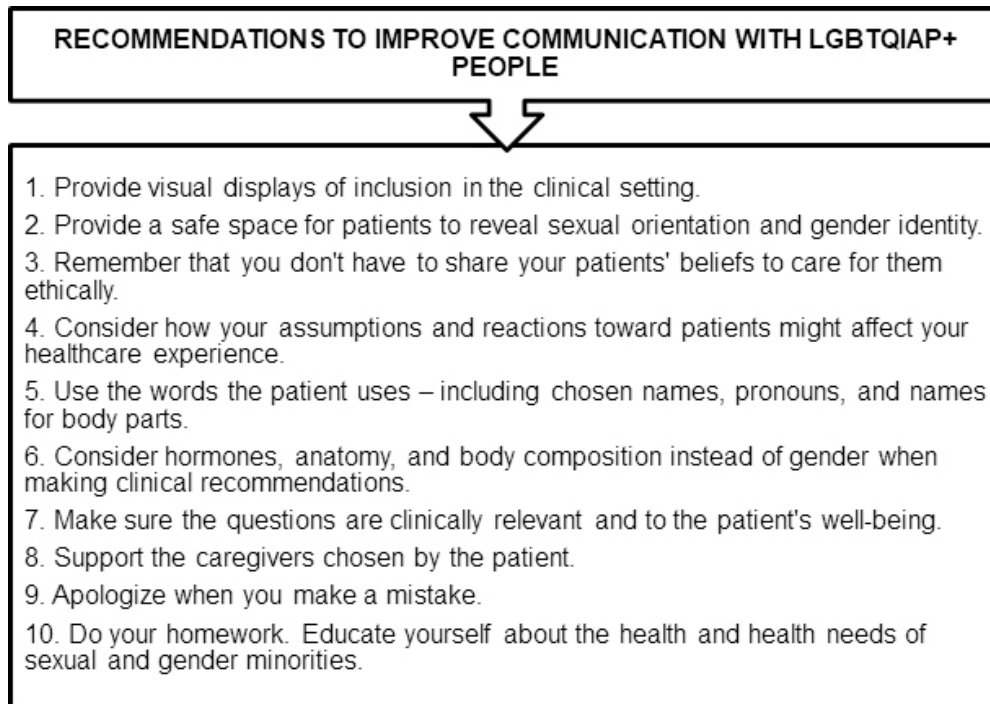 RECOMMENDATIONS TO IMPROVE COMMUNICATION WITH LGBTQIAP+
PEOPLE
1. Provide visual displays of inclusion in the clinical setting.
2. Provide a safe space for patients to reveal sexual orientation and gender identity.
3. Remember that you don't have to share your patients' beliefs to care for them
ethically.
4. Consider how your assumptions and reactions toward patients might affect your
healthcare experience.
5. Use the words the patient uses – including chosen names, pronouns, and names
for body parts.
6. Consider hormones, anatomy, and body composition instead of gender when
making clinical recommendations.
7. Make sure the questions are clinically relevant and to the patient's well-being.
8. Support the caregivers chosen by the patient.
9. Apologize when you make a mistake.
10. Do your homework. Educate yourself about the health and health needs of
sexual and gender minorities.